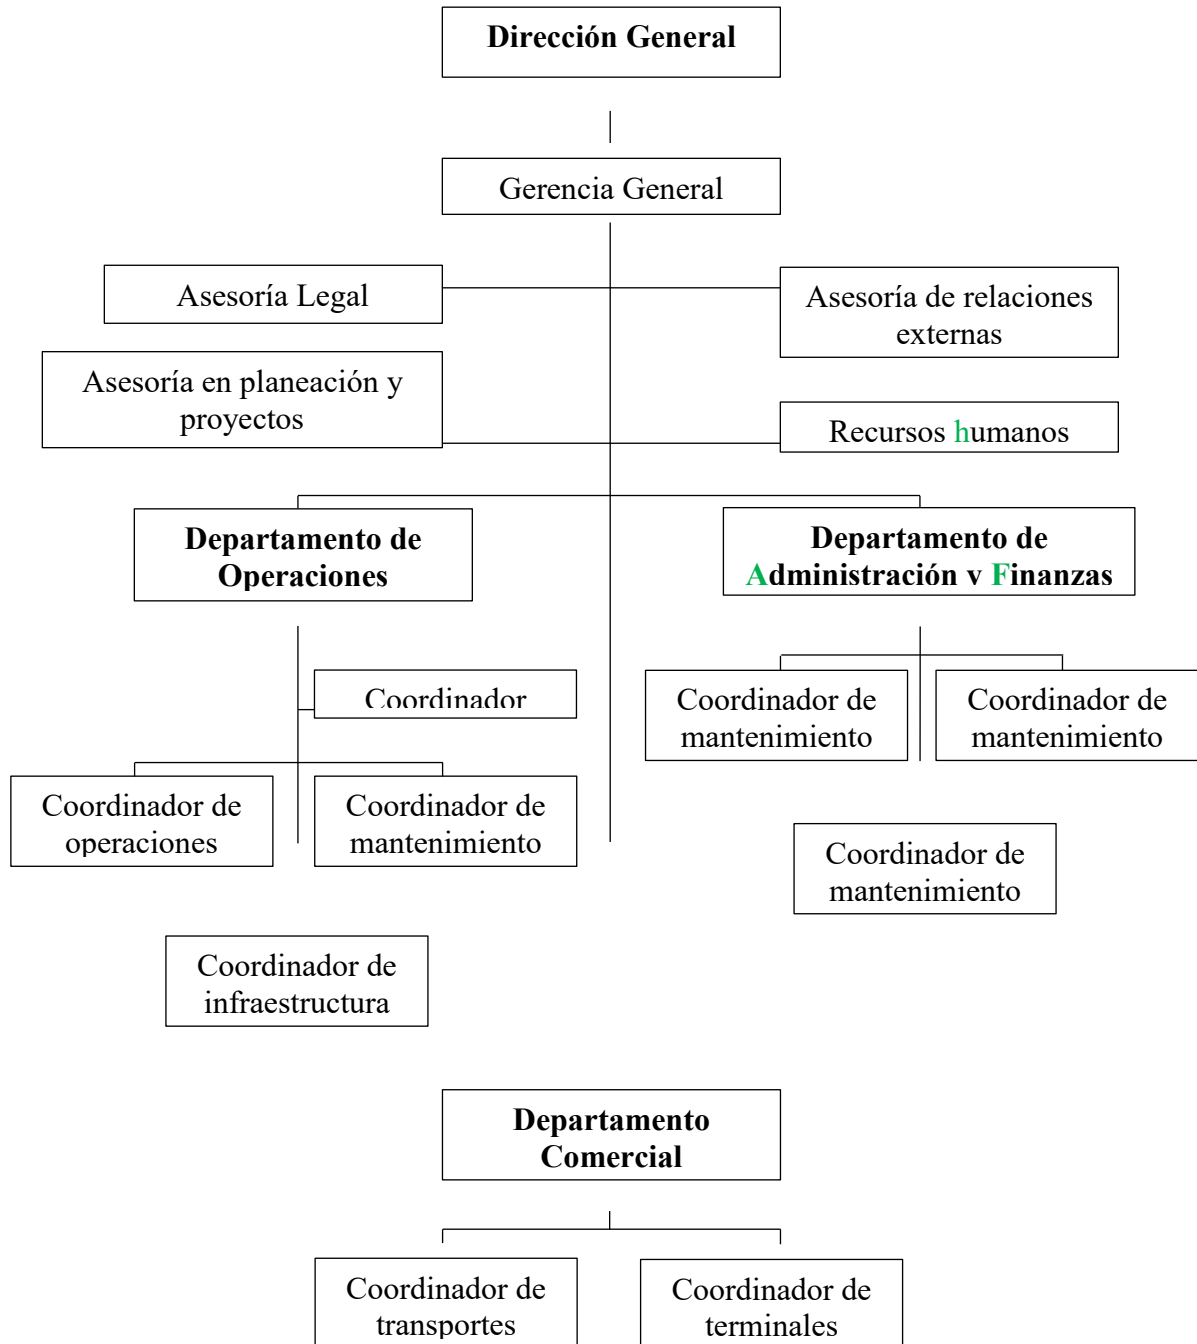 Dirección General
Gerencia General
Asesoría Legal
Asesoría de relaciones
externas
Asesoría en planeación y
proyectos
Recursos humanos
Departamento de
Operaciones
Departamento de
Administración y Finanzas
Coordinador
Coordinador de
mantenimiento
Coordinador de
mantenimiento
Coordinador de
operaciones
Coordinador de
mantenimiento
Coordinador de
mantenimiento
Coordinador de
infraestructura
Departamento
Comercial
Coordinador de
transportes
Coordinador de
terminales